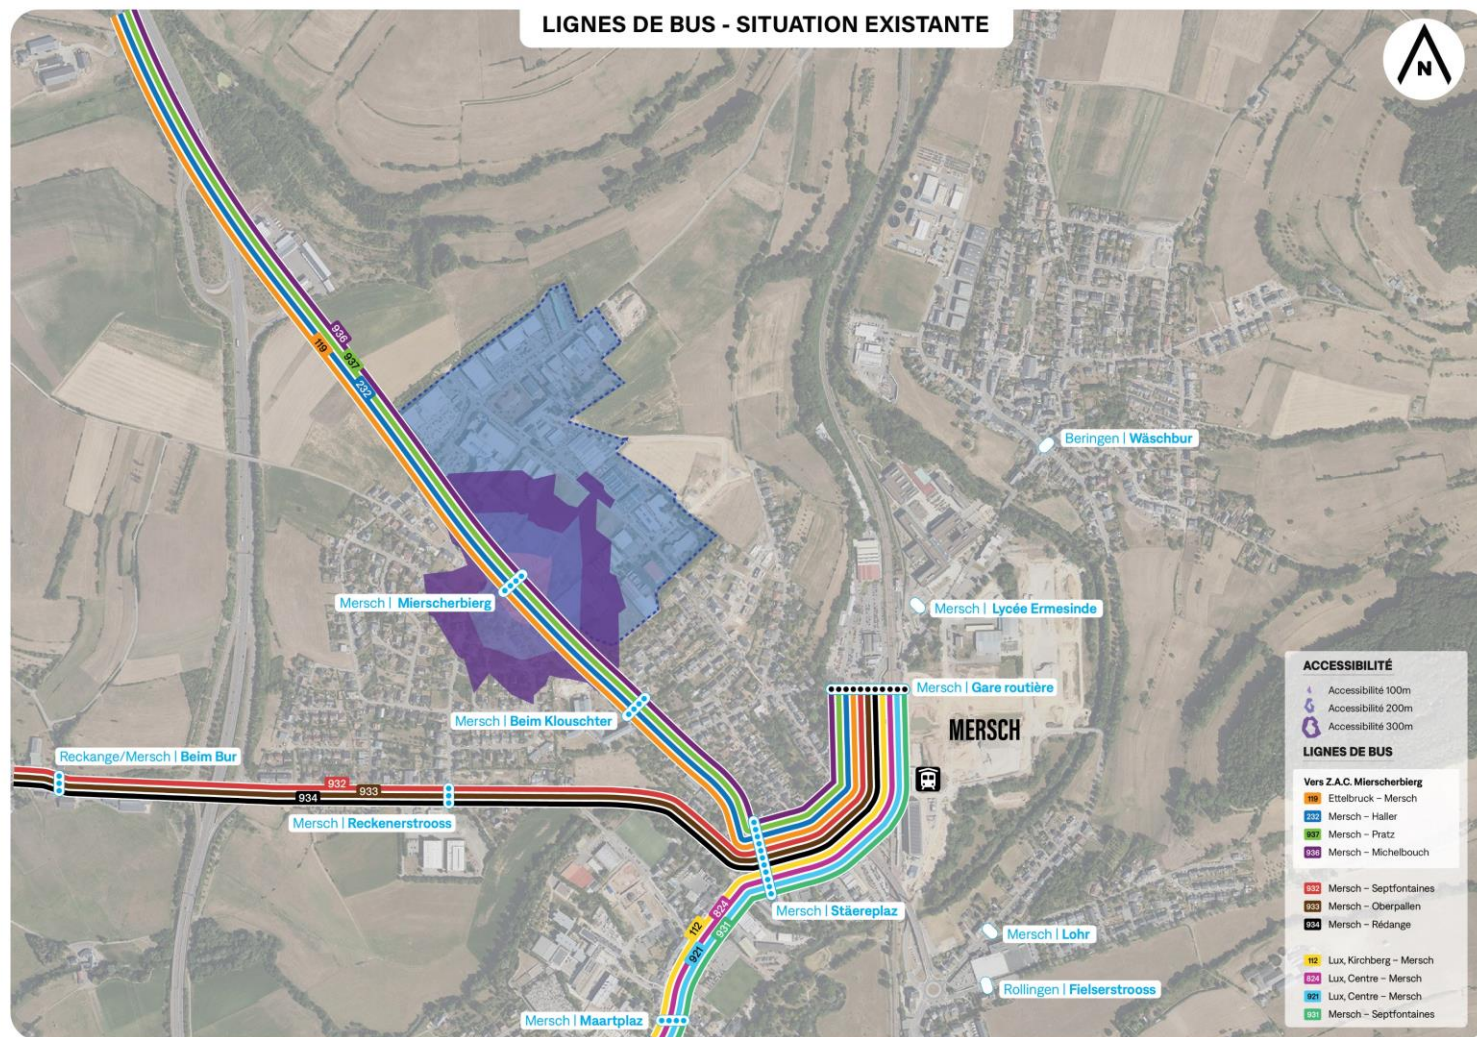 LIGNES DE BUS - SITUATION EXISTANTE
N
936
119
937
232
Beringen | Wäschbur
Mersch | Mierscherbierg
Mersch | Lycée Ermesinde
Mersch | Gare routière
Mersch | Beim Klouschter
MERSCH
Reckange/Mersch | Beim Bur
932
933
934
Mersch | Reckenerstrooss
Mersch | Stäereplaz
824
112
931
921
Mersch | Lohr
Rollingen | Fielserstrooss
Mersch | Maartplaz
ACCESSIBILITÉ
Accessibilité 100m
Accessibilité 200m
Accessibilité 300m
LIGNES DE BUS
Vers Z.A.C. Mierscherbierg
119 Ettelbruck – Mersch
232 Mersch – Haller
937 Mersch – Pratz
936 Mersch – Michelbouch
932 Mersch – Septfontaines
933 Mersch – Oberpallen
934 Mersch – Rédange
112 Lux, Kirchberg – Mersch
824 Lux, Centre – Mersch
921 Lux, Centre – Mersch
931 Mersch – Septfontaines